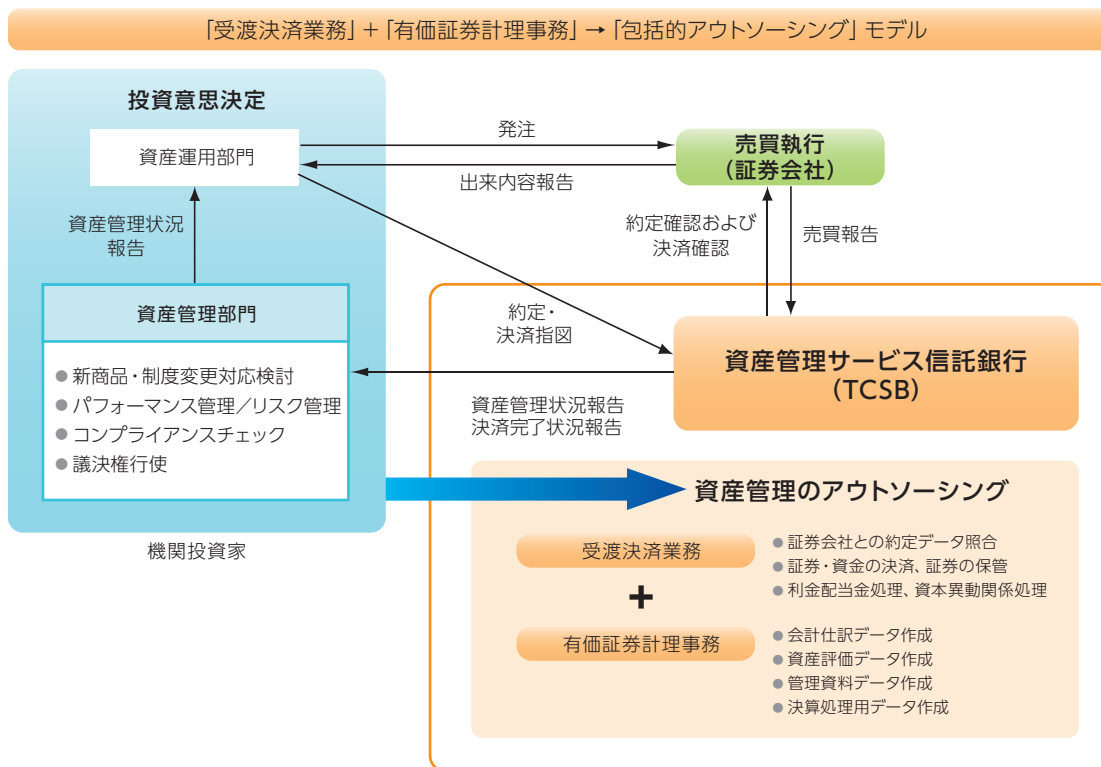 「受渡決済業務」+「有価証券計理事務」→「包括的アウトソーシング」モデル
投資意思決定
資産運用部門
発注
出来内容報告
売買執行
（証券会社）
資産管理状況
報告
約定確認および
決済確認
売買報告
資産管理部門
●新商品・制度変更対応検討
●パフォーマンス管理／リスク管理
●コンプライアンスチェック
●議決権行使
機関投資家
約定・
決済指図
資産管理サービス信託銀行
（TCSB）
資産管理状況報告
決済完了状況報告
資産管理のアウトソーシング
受渡決済業務
●証券会社との約定データ照合
●証券・資金の決済、証券の保管
●利金配当金処理、資本異動関係処理
+
有価証券計理事務
●会計仕訳データ作成
●資産評価データ作成
●管理資料データ作成
●決算処理用データ作成